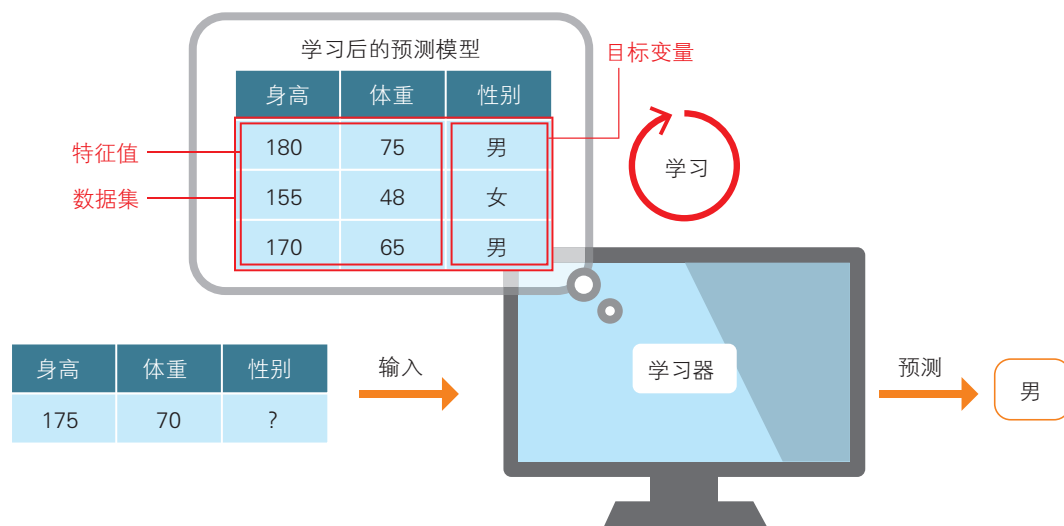 学习后的预测模型
目标变量
身高 体重 性别
特征值
180 75 男
学习
数据集
155 48 女
170 65 男
身高 体重 性别
输入
学习器
预测
175 70 ?
男